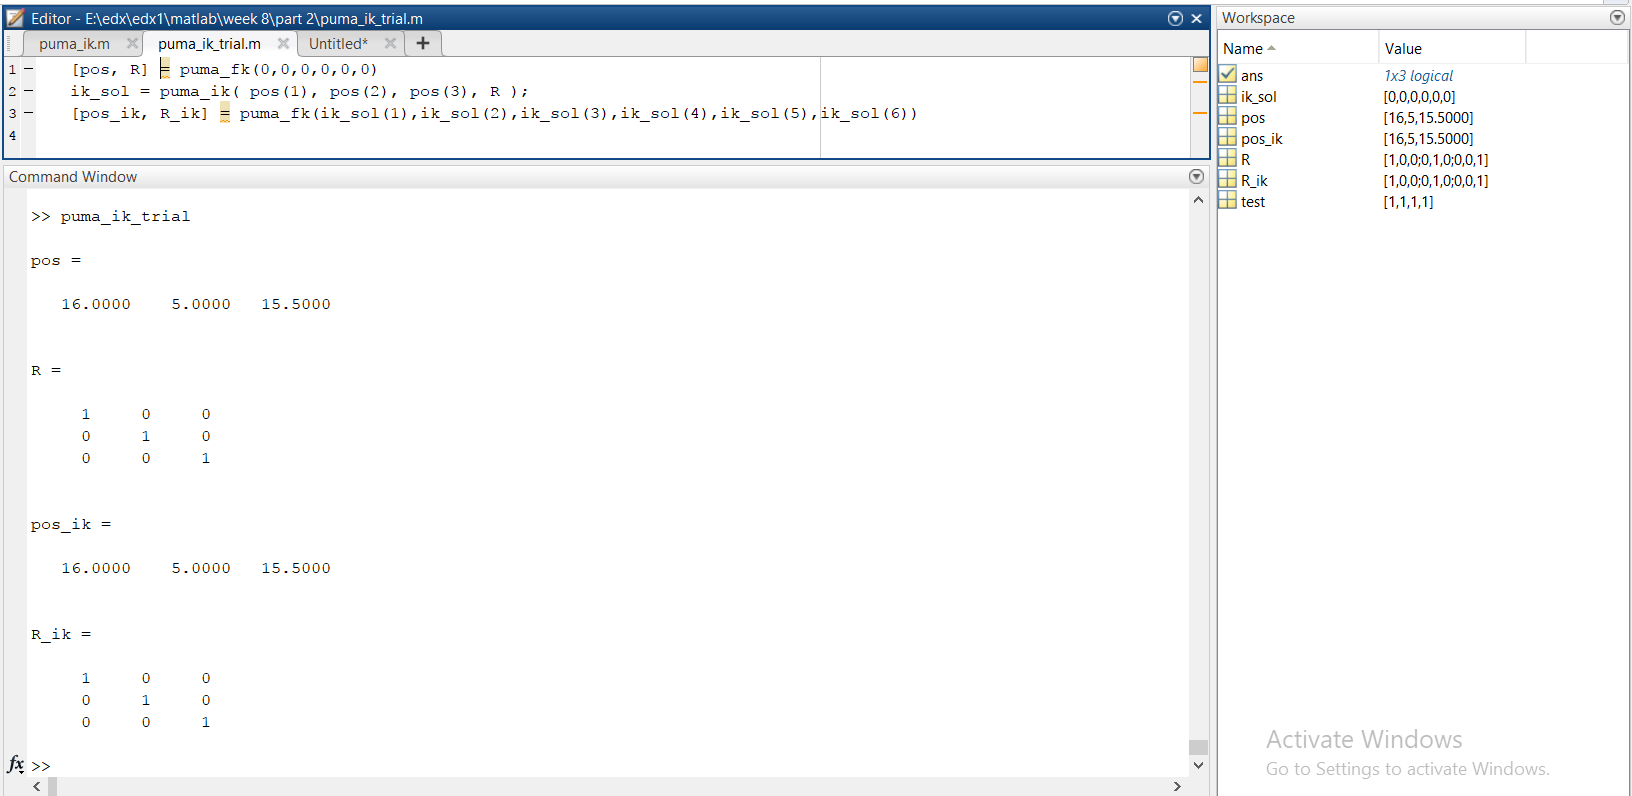 Editor - E:\edx\edx1\matlab\week 8\part 2\puma_ik_trial.m
puma_ik.m puma_ik_trial.m Untitled* +
1 - [pos, R] = puma_fk(0,0,0,0,0,0)
2 - ik_sol = puma_ik( pos(1), pos(2), pos(3), R );
3 - [pos_ik, R_ik] = puma_fk(ik_sol(1),ik_sol(2),ik_sol(3),ik_sol(4),ik_sol(5),ik_sol(6))
4
Command Window
>> puma_ik_trial
pos =
16.0000 5.0000 15.5000
R =
1 0 0
0 1 0
0 0 1
pos_ik =
16.0000 5.0000 15.5000
R_ik =
1 0 0
0 1 0
0 0 1
fx >>
Workspace
Name Value
ans 1x3 logical
ik_sol [0,0,0,0,0,0]
pos [16,5,15.5000]
pos_ik [16,5,15.5000]
R [1,0,0;0,1,0;0,0,1]
R_ik [1,0,0;0,1,0;0,0,1]
test [1,1,1,1]
Activate Windows
Go to Settings to activate Windows.